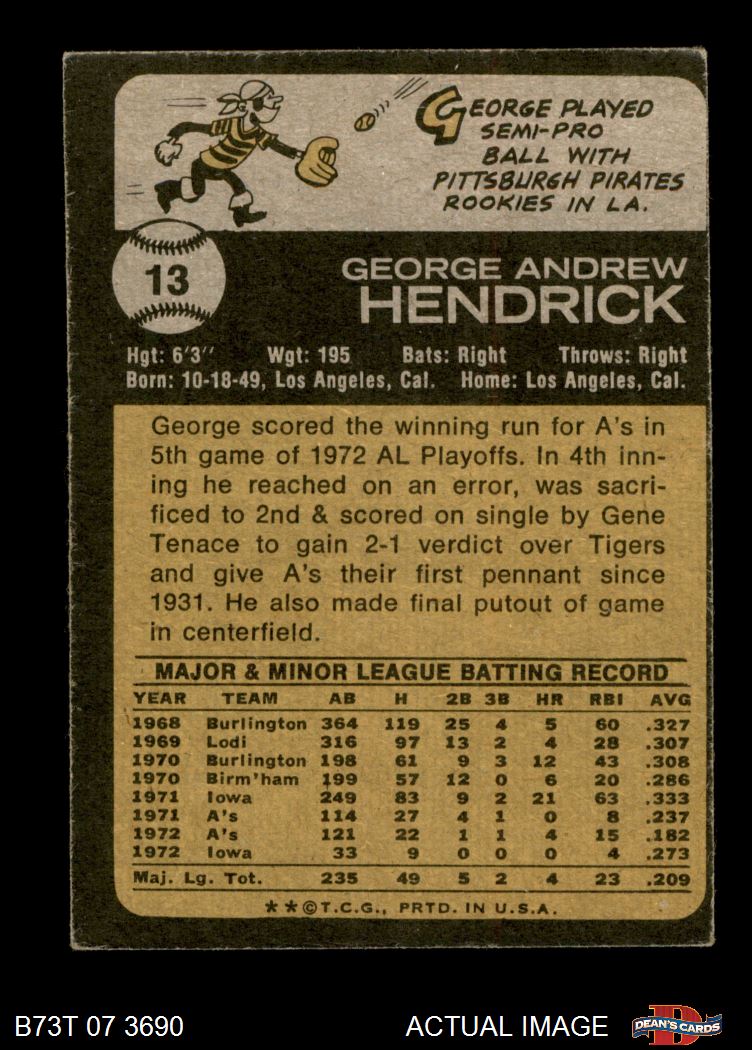 GEORGE PLAYED
SEMI-PRO
BALL WITH
PITTSBURGH PIRATES
ROOKIES IN L.A.
13
GEORGE ANDREW
HENDRICK
Hgt: 6'3'' Wgt: 195 Bats: Right Throws: Right
Born: 10-18-49, Los Angeles, Cal. Home: Los Angeles, Cal.
George scored the winning run for A's in
5th game of 1972 AL Playoffs. In 4th inn-
ing he reached on an error, was sacri-
ficed to 2nd & scored on single by Gene
Tenace to gain 2-1 verdict over Tigers
and give A's their first pennant since
1931. He also made final putout of game
in centerfield.
MAJOR & MINOR LEAGUE BATTING RECORD
YEAR TEAM AB H 2B 3B HR RBI AVG
1968 Burlington 364 119 25 4 5 60 .327
1969 Lodi 316 97 13 2 4 28 .307
1970 Burlington 198 61 9 3 12 43 .308
1970 Birm'ham 199 57 12 0 6 20 .286
1971 Iowa 249 83 9 2 21 63 .333
1971 A's 114 27 4 1 0 8 .237
1972 A's 121 22 1 1 4 15 .182
1972 Iowa 33 9 0 0 0 4 .273
Maj. Lg. Tot. 235 49 5 2 4 23 .209
**©T.C.G., PRTD. IN U.S.A.
B73T 07 3690 ACTUAL IMAGE
D
DEAN'S CARDS